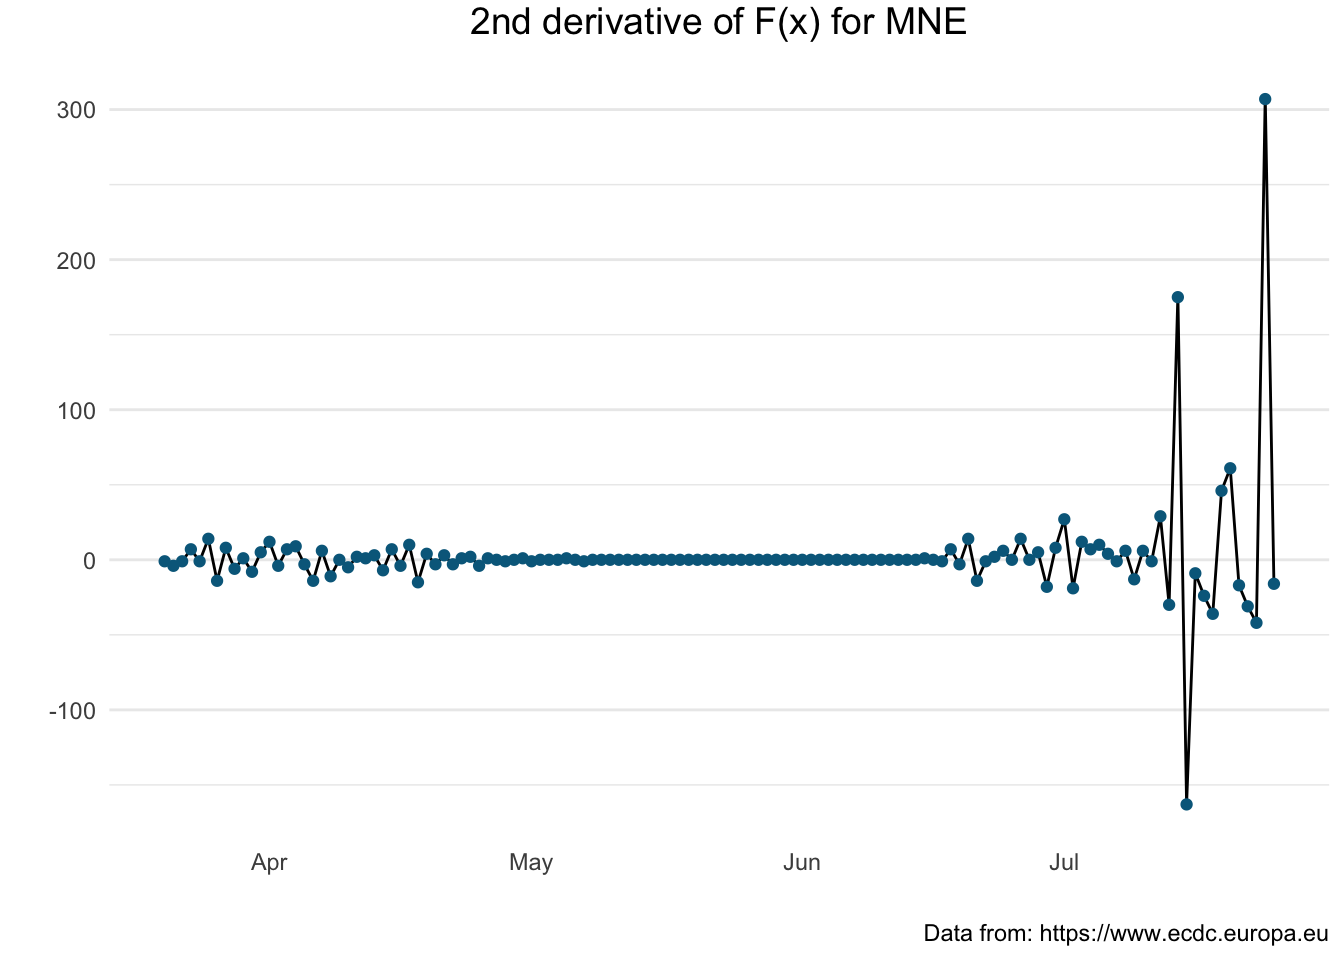 2nd derivative of F(x) for MNE
300
200
100
0
-100
Apr May Jun Jul
Data from: https://www.ecdc.europa.eu